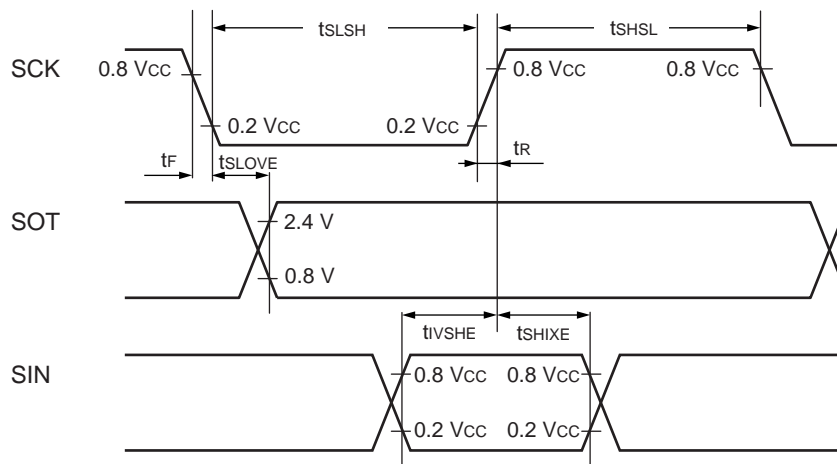 tSLSH tSHSL
SCK 0.8 VCC 0.8 VCC 0.8 VCC
0.2 VCC 0.2 VCC
tF tSLOVE tR
SOT 2.4 V
0.8 V
tIVSHE tSHIXE
SIN
0.8 VCC 0.8 VCC
0.2 VCC 0.2 VCC